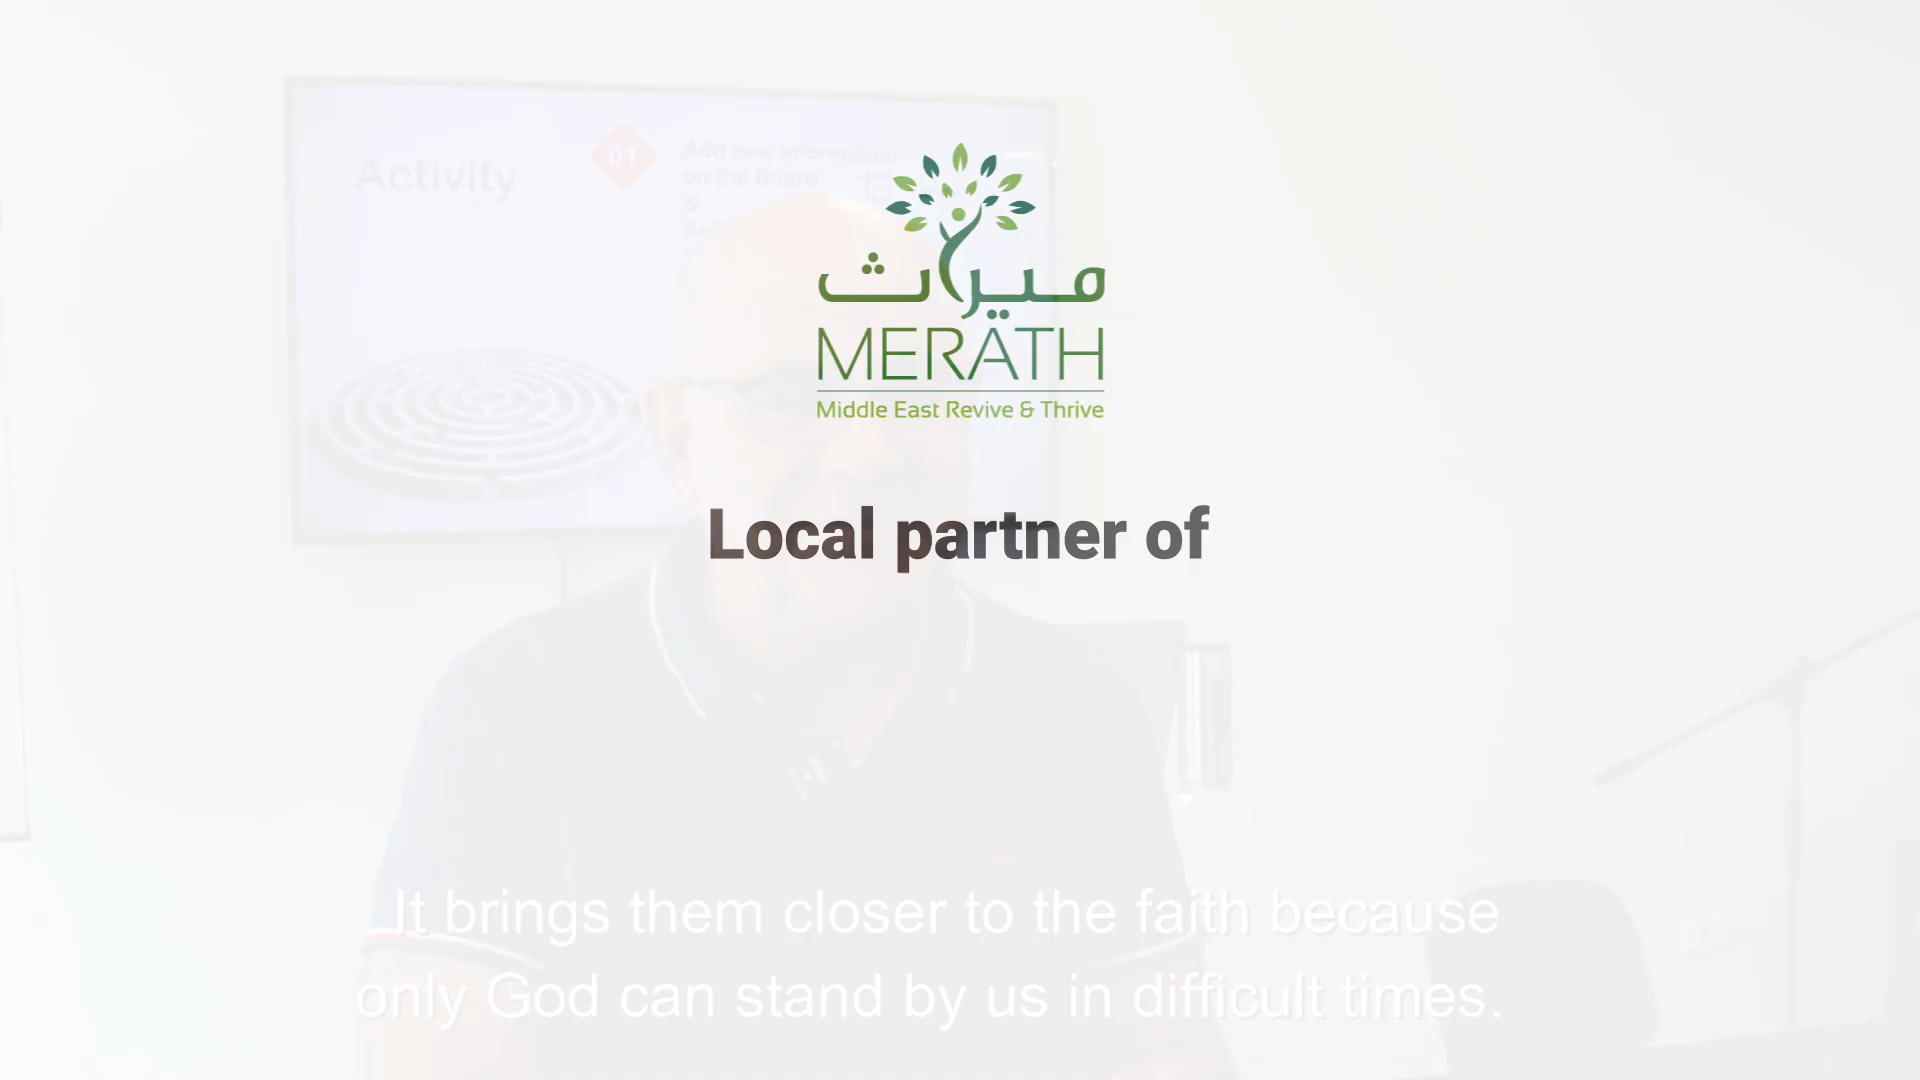 Activity
01
Add new Information
on the Board
&
ميراث
MERATH
Middle East Revive & Thrive
Local partner of
It brings them closer to the faith because
only God can stand by us in difficult times.